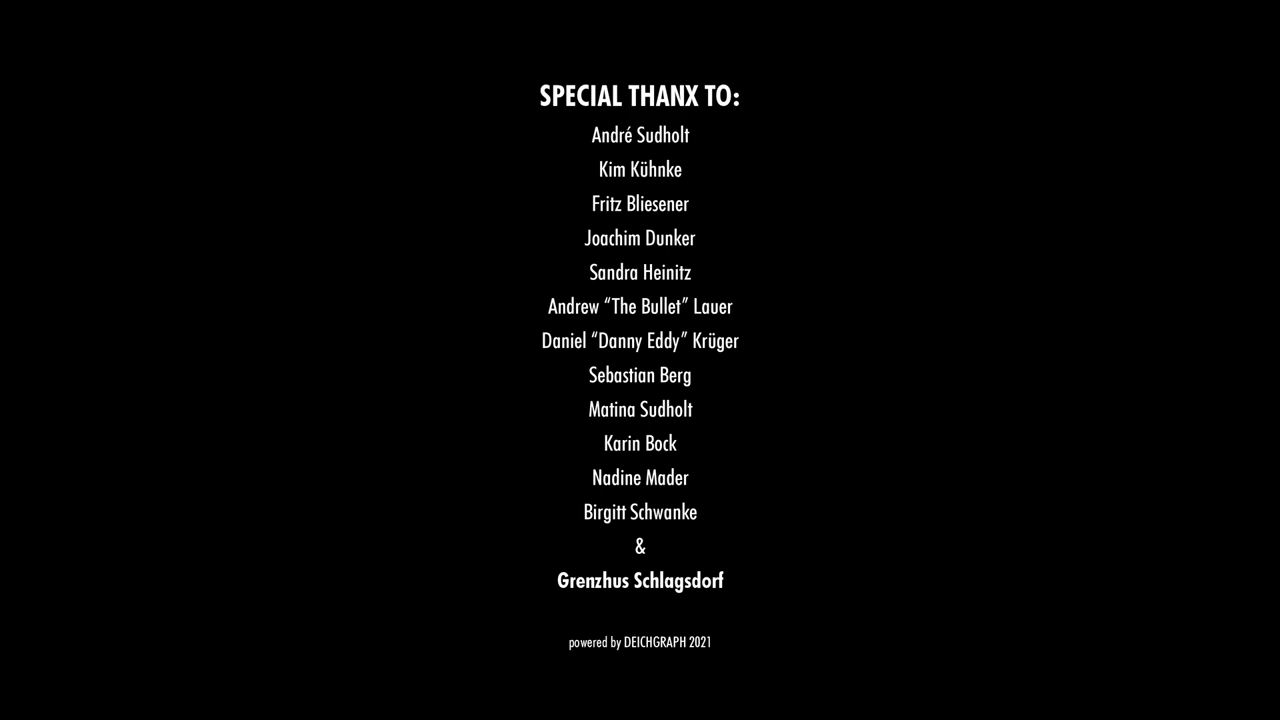 SPECIAL THANX TO:
André Sudholt
Kim Kühnke
Fritz Bliesener
Joachim Dunker
Sandra Heinitz
Andrew “The Bullet” Lauer
Daniel “Danny Eddy” Krüger
Sebastian Berg
Matina Sudholt
Karin Bock
Nadine Mader
Birgitt Schwanke
&
Grenzhus Schlagsdorf
powered by DEICHGRAPH 2021